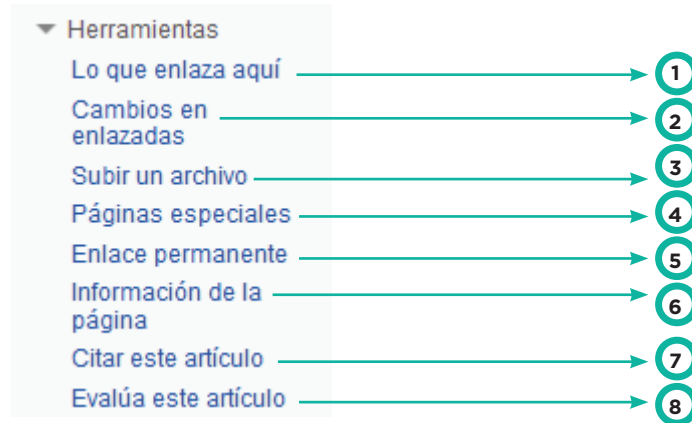 Herramientas
Lo que enlaza aquí
1
Cambios en
enlazadas
2
Subir un archivo
3
Páginas especiales
4
Enlace permanente
5
Información de la
página
6
Citar este artículo
7
Evalúa este artículo
8